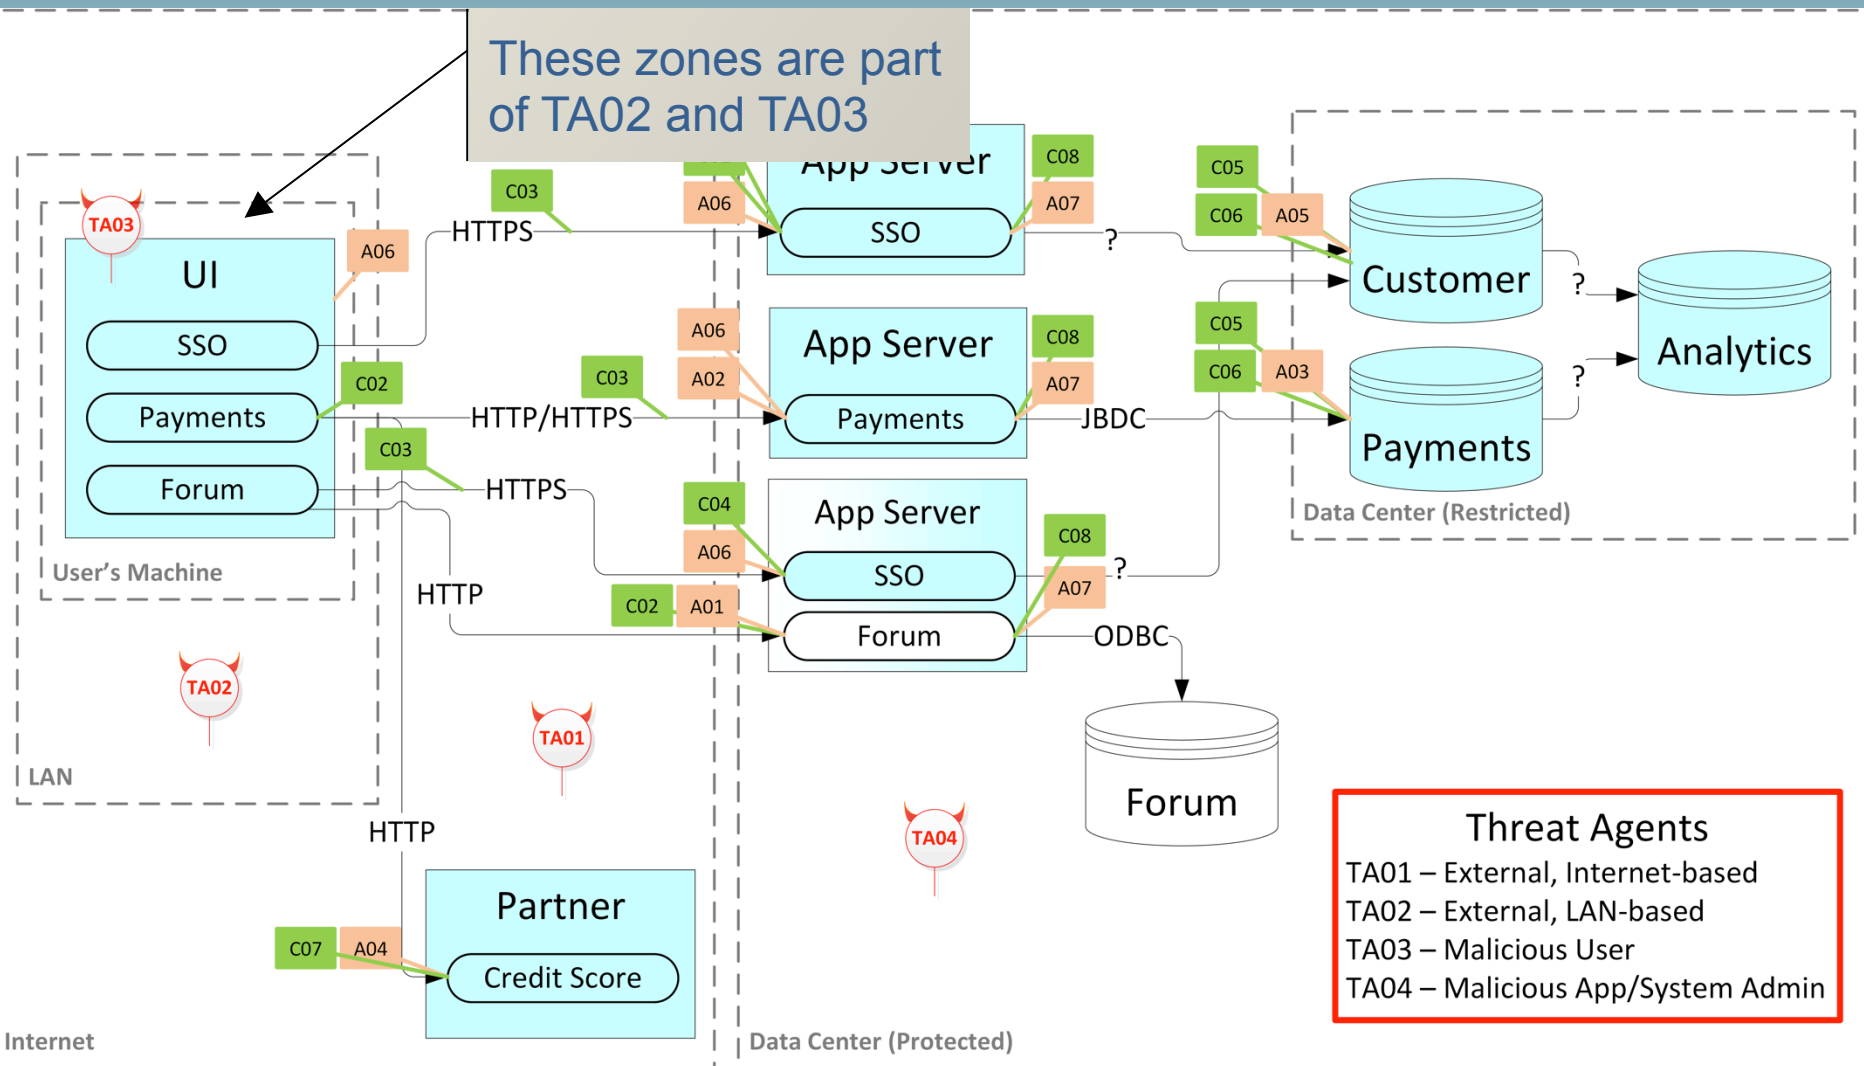 These zones are part
of TA02 and TA03
TA03
A06
UI
SSO
Payments
Forum
User's Machine
TA02
LAN
C02
C03
C03
HTTPS
C03
HTTP/HTTPS
HTTPS
HTTP
HTTP
TA01
Partner
Credit Score
C07
A04
Internet
A06
App Server
SSO
C08
A07
?
A06
A02
App Server
Payments
C08
A07
JBDC
C04
A06
C02
A01
App Server
SSO
Forum
C08
A07
?
ODBC
Forum
TA04
Data Center (Protected)
C05
C06
A05
Customer
?
C05
C06
A03
Payments
?
Analytics
Data Center (Restricted)
Threat Agents
TA01 – External, Internet-based
TA02 – External, LAN-based
TA03 – Malicious User
TA04 – Malicious App/System Admin